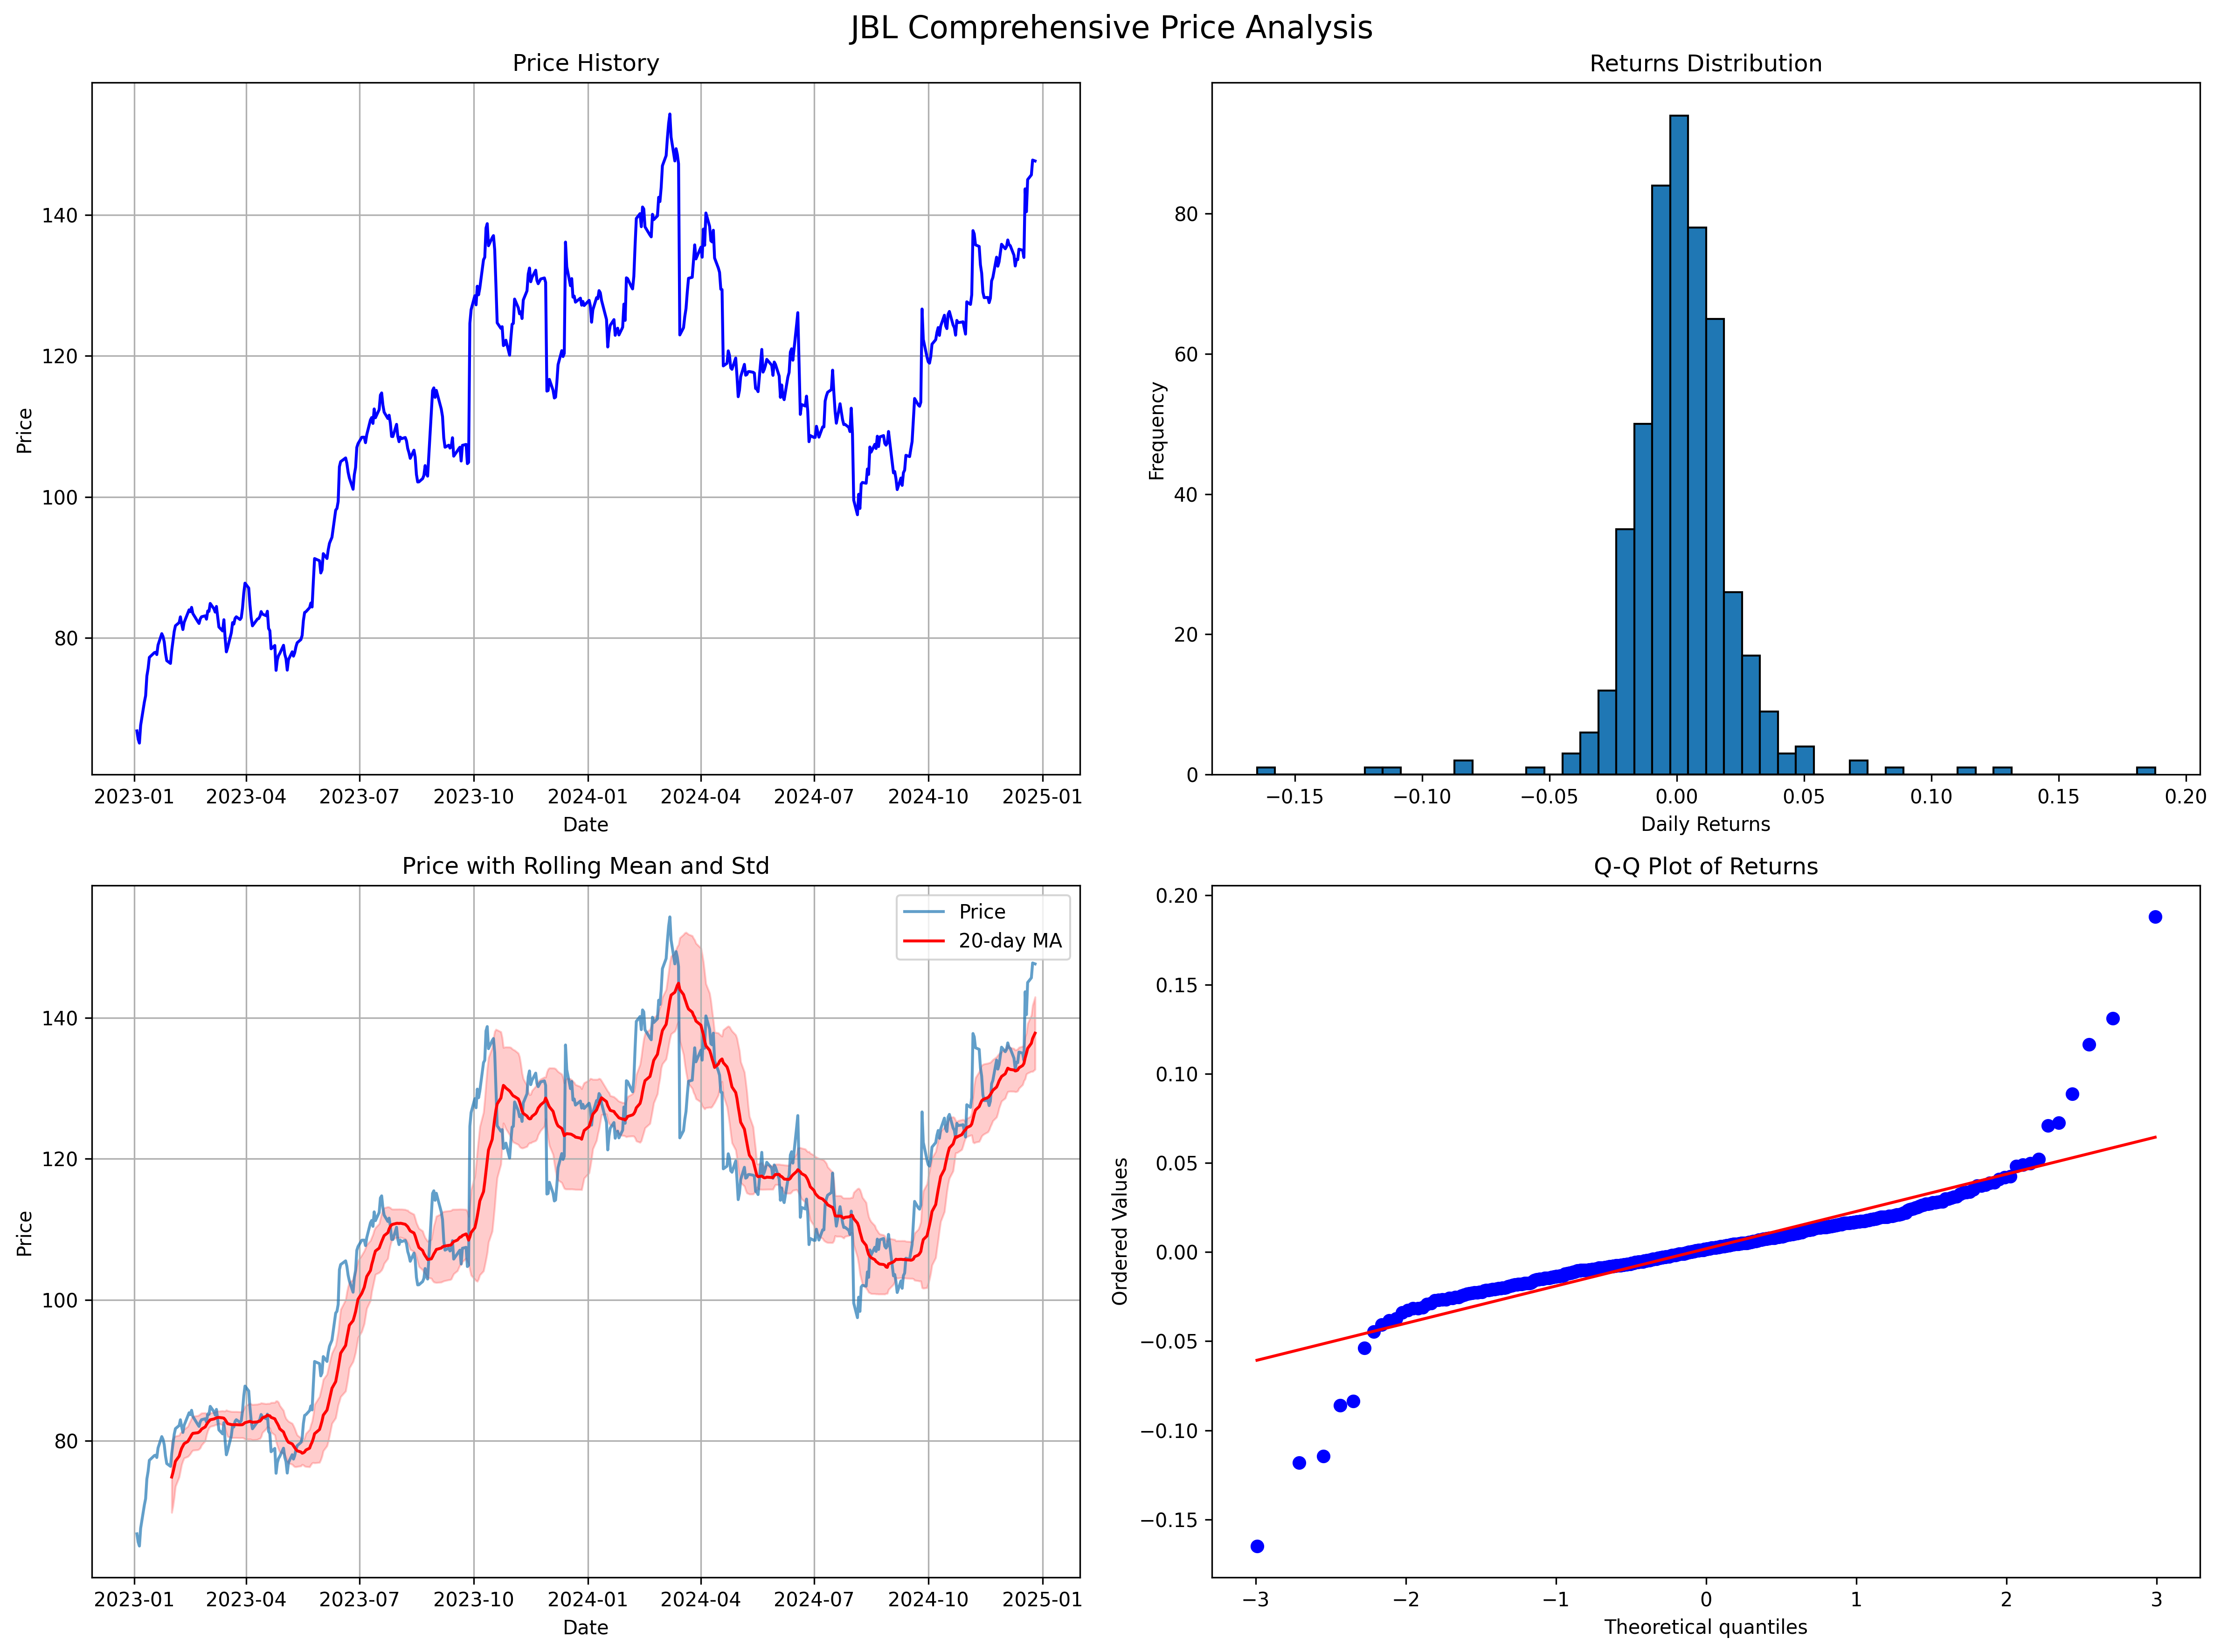 JBL Comprehensive Price Analysis
Price History
Price
140
120
100
80
2023-01 2023-04 2023-07 2023-10 2024-01 2024-04 2024-07 2024-10 2025-01
Date
Returns Distribution
Frequency
80
60
40
20
0
−0.15 −0.10 −0.05 0.00 0.05 0.10 0.15 0.20
Daily Returns
Price with Rolling Mean and Std
Price
20-day MA
Price
140
120
100
80
2023-01 2023-04 2023-07 2023-10 2024-01 2024-04 2024-07 2024-10 2025-01
Date
Q-Q Plot of Returns
Ordered Values
0.20
0.15
0.10
0.05
0.00
−0.05
−0.10
−0.15
−3 −2 −1 0 1 2 3
Theoretical quantiles